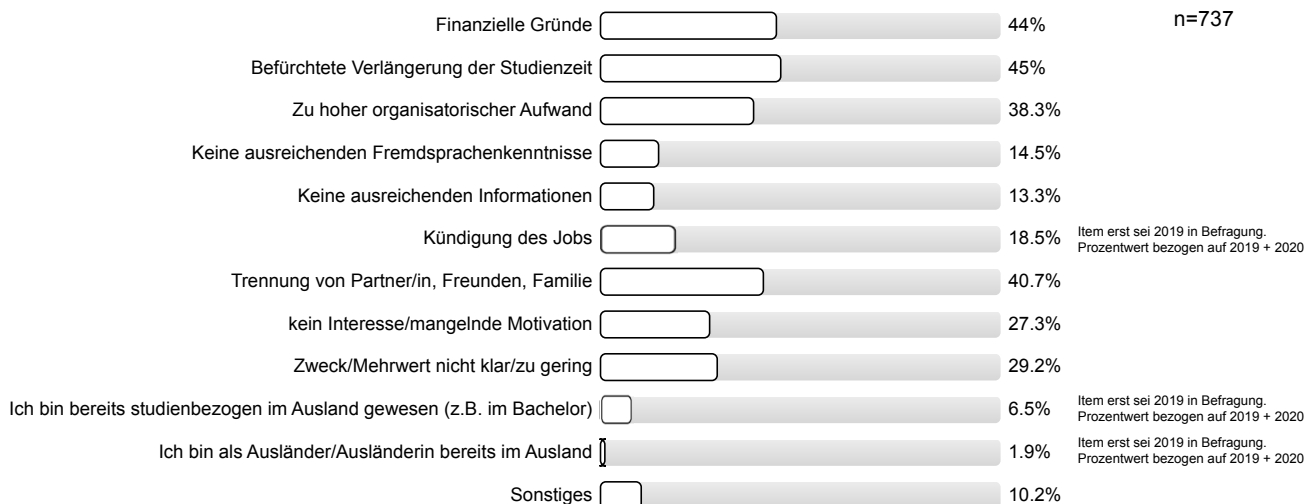 Finanzielle Gründe 44% n=737
Befürchtete Verlängerung der Studienzeit 45%
Zu hoher organisatorischer Aufwand 38.3%
Keine ausreichenden Fremdsprachenkenntnisse 14.5%
Keine ausreichenden Informationen 13.3%
Kündigung des Jobs 18.5%
Item erst sei 2019 in Befragung.
Prozentwert bezogen auf 2019 + 2020
Trennung von Partner/in, Freunden, Familie 40.7%
kein Interesse/mangelnde Motivation 27.3%
Zweck/Mehrwert nicht klar/zu gering 29.2%
Ich bin bereits studienbezogen im Ausland gewesen (z.B. im Bachelor) 6.5%
Item erst sei 2019 in Befragung.
Prozentwert bezogen auf 2019 + 2020
Ich bin als Ausländer/Ausländerin bereits im Ausland 1.9%
Item erst sei 2019 in Befragung.
Prozentwert bezogen auf 2019 + 2020
Sonstiges 10.2%